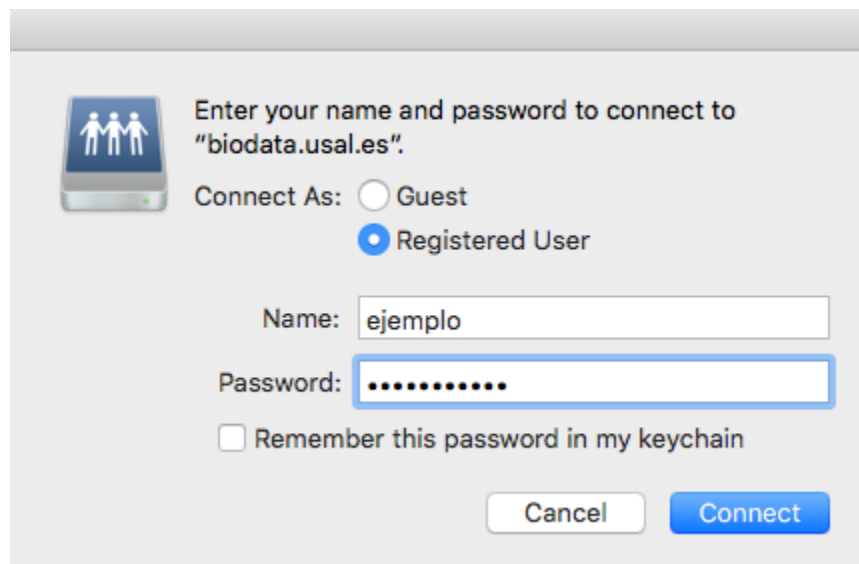 Enter your name and password to connect to
“biodata.usal.es”.
Connect As: Guest
Registered User
Name: ejemplo
Password: •••••••••••
Remember this password in my keychain
Cancel Connect